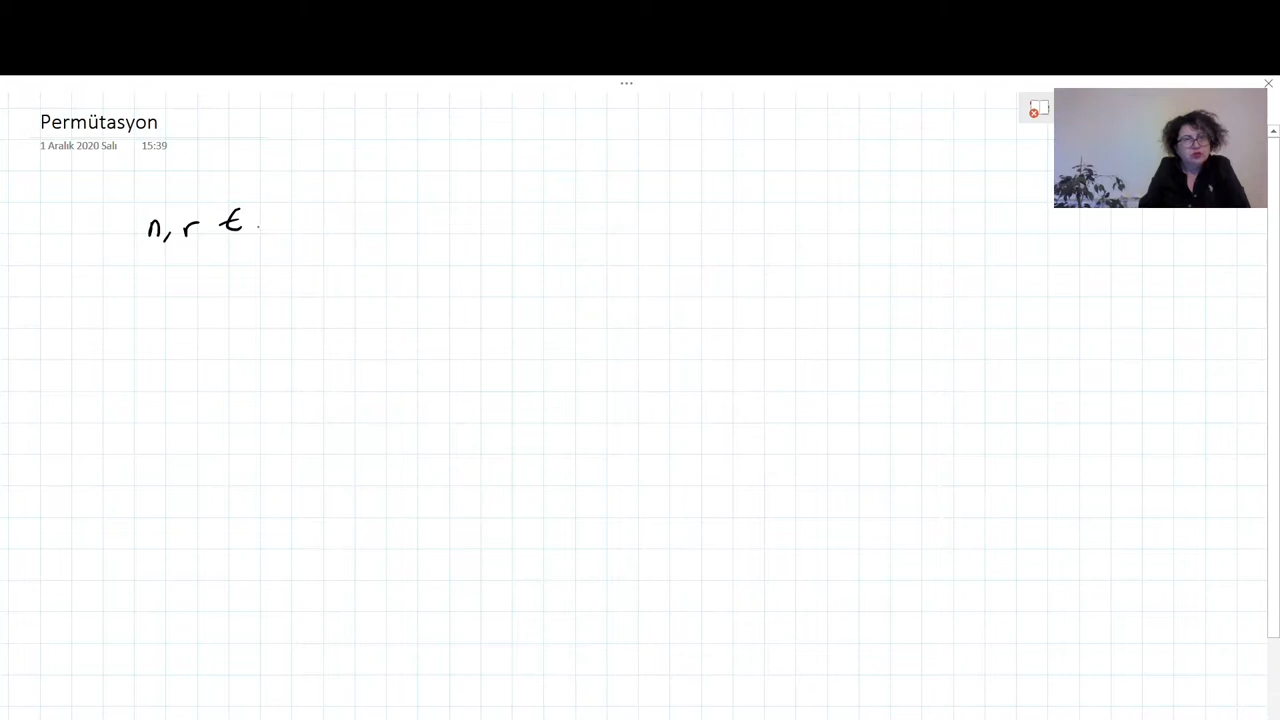 Permütasyon
1 Aralık 2020 Salı 15:39
n, r ∈